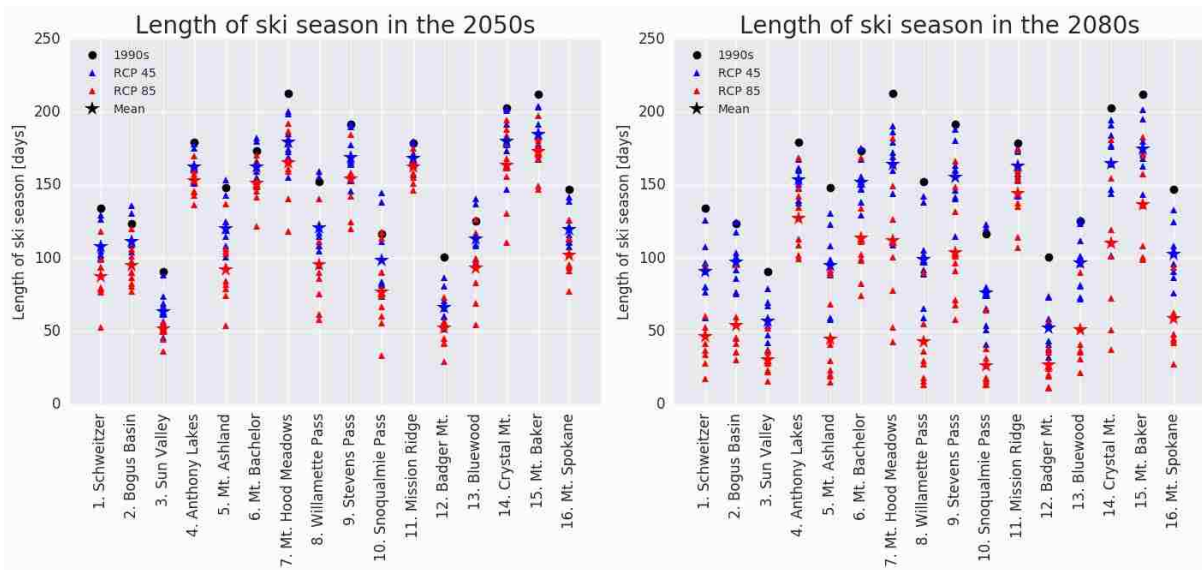 Length of ski season in the 2050s
Length of ski season [days]
250
200
150
100
50
0
1990s
RCP 45
RCP 85
Mean
1. Schweitzer
2. Bogus Basin
3. Sun Valley
4. Anthony Lakes
5. Mt. Ashland
6. Mt. Bachelor
7. Mt. Hood Meadows
8. Willamette Pass
9. Stevens Pass
10. Snoqualmie Pass
11. Mission Ridge
12. Badger Mt.
13. Bluewood
14. Crystal Mt.
15. Mt. Baker
16. Mt. Spokane
Length of ski season in the 2080s
Length of ski season [days]
250
200
150
100
50
0
1990s
RCP 45
RCP 85
Mean
1. Schweitzer
2. Bogus Basin
3. Sun Valley
4. Anthony Lakes
5. Mt. Ashland
6. Mt. Bachelor
7. Mt. Hood Meadows
8. Willamette Pass
9. Stevens Pass
10. Snoqualmie Pass
11. Mission Ridge
12. Badger Mt.
13. Bluewood
14. Crystal Mt.
15. Mt. Baker
16. Mt. Spokane